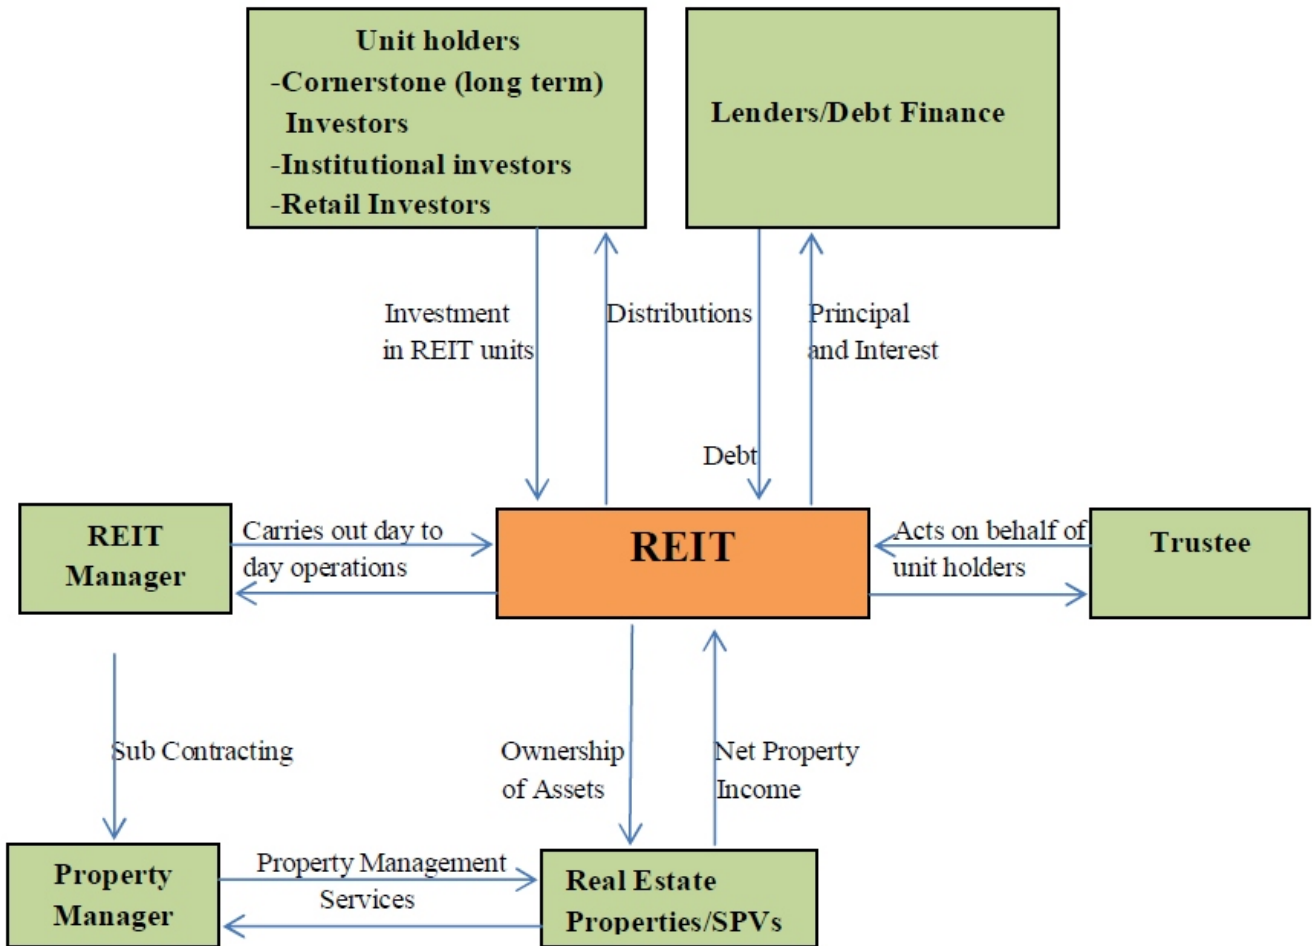 Unit holders
-Cornerstone (long term)
Investors
-Institutional investors
-Retail Investors
Lenders/Debt Finance
Investment
in REIT units
Distributions
Principal
and Interest
Debt
REIT
Manager
Carries out day to
day operations
REIT
Acts on behalf of
unit holders
Trustee
Sub Contracting
Ownership
of Assets
Net Property
Income
Property
Manager
Property Management
Services
Real Estate
Properties/SPVs